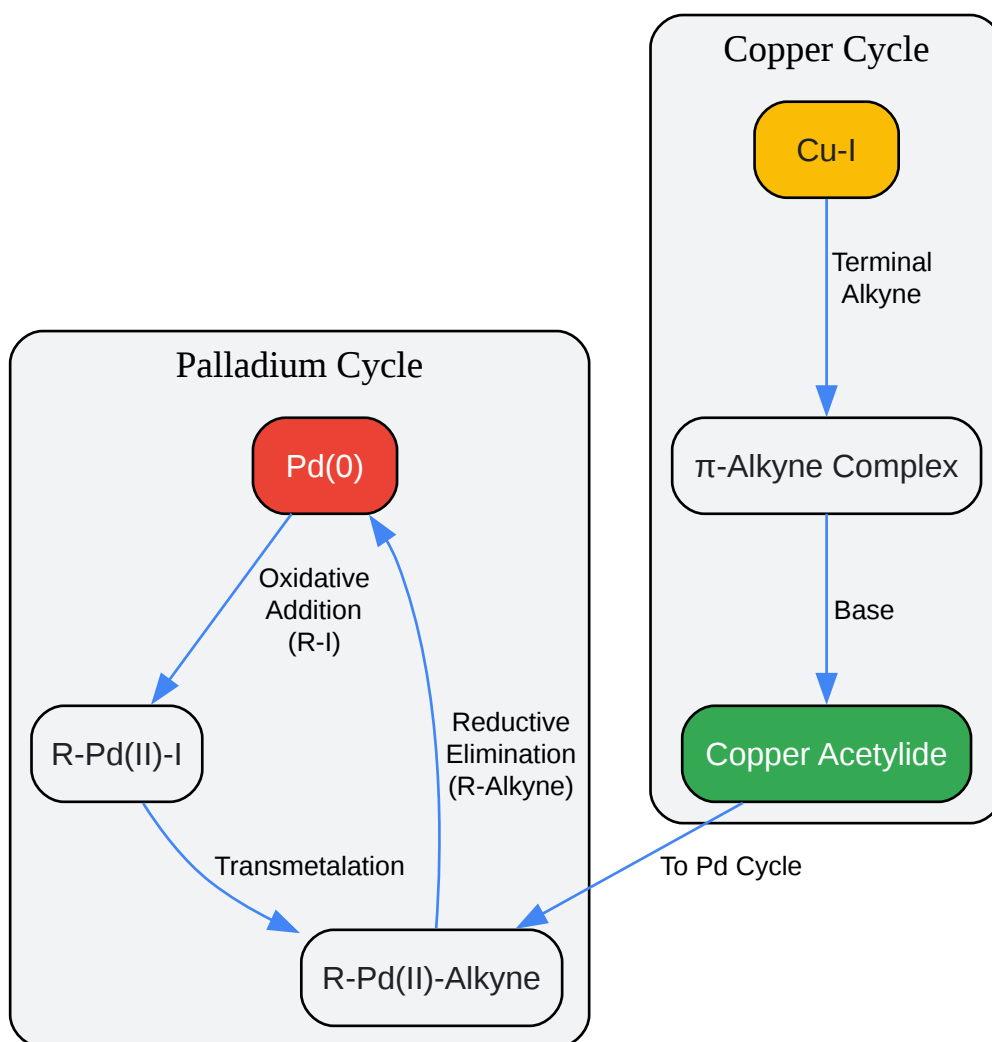 Copper Cycle
Cu-I
Terminal
Alkyne
π-Alkyne Complex
Base
Copper Acetylide
To Pd Cycle
Palladium Cycle
Pd(0)
Oxidative
Addition
(R-I)
R-Pd(II)-I
Reductive
Elimination
(R-Alkyne)
Transmetalation
R-Pd(II)-Alkyne